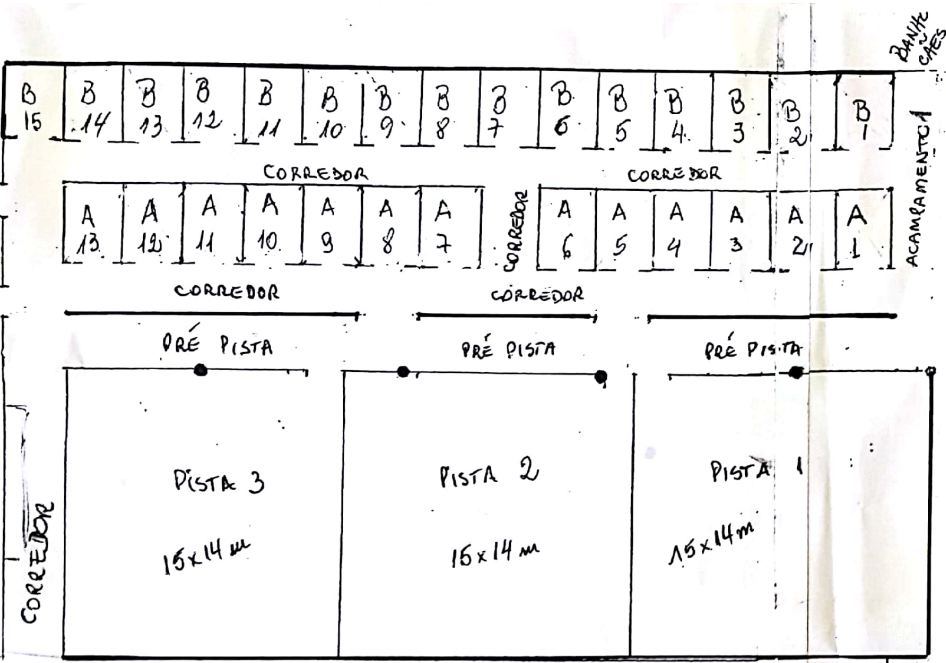 BANH
CÃES
B 15
B 14
B 13
B 12
B 11
B 10
B 9
B 8
B 7
B 6
B 5
B 4
B 3
B 2
B 1
CORREDOR
CORREDOR
ACAMPAMENTO 1
A 13
A 12
A 11
A 10
A 9
A 8
A 7
CORREDOR
A 6
A 5
A 4
A 3
A 2
A 1
CORREDOR
CORREDOR
PRÉ PISTA
PRÉ PISTA
PRÉ PISTA
CORREDOR
PISTA 3
15x14 m
PISTA 2
15x14 m
PISTA 1
15x14m